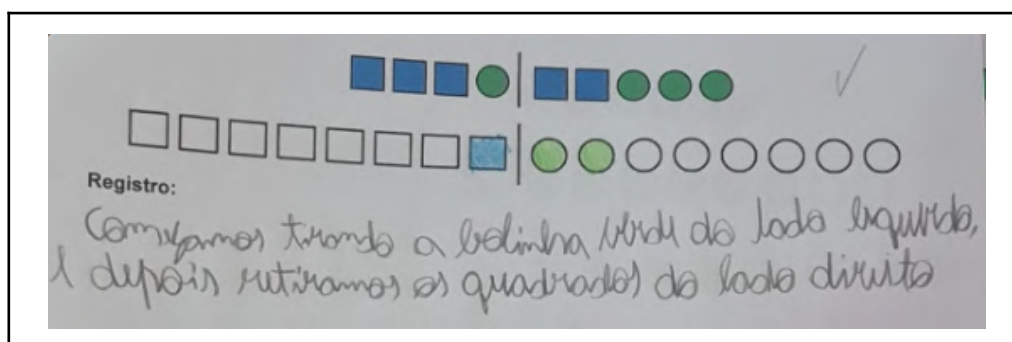 Registro:
Começamos tirando a bolinha verde do lado esquerdo,
e depois retiramos os quadrados do lado direito